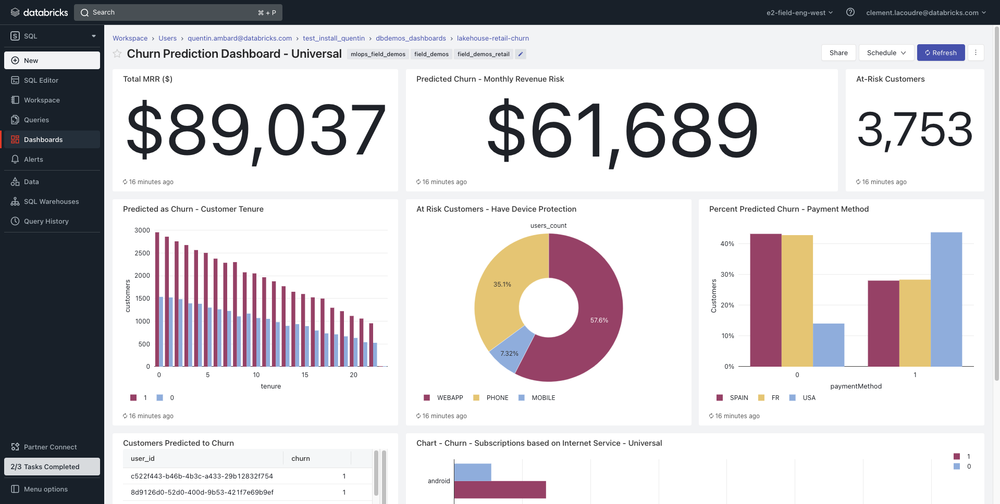 databricks
Search
⌘ + P
e2-field-eng-west
clement.lacoudre@databricks.com
S SQL
New
SQL Editor
Workspace
Queries
Dashboards
Alerts
Data
SQL Warehouses
Query History
Partner Connect
2/3 Tasks Completed
Menu options
Workspace › Users › quentin.ambard@databricks.com › test_install_quentin › dbdemos_dashboards › lakehouse-retail-churn
Churn Prediction Dashboard - Universal
mlops_field_demos field_demos field_demos_retail
Share
Schedule
Refresh
Total MRR ($)
$89,037
16 minutes ago
Predicted Churn - Monthly Revenue Risk
$61,689
16 minutes ago
At-Risk Customers
3,753
16 minutes ago
Predicted as Churn - Customer Tenure
3000
2500
2000
1500
1000
500
0
customers
0 5 10 15 20
tenure
1 0
16 minutes ago
At Risk Customers - Have Device Protection
users_count
35.1%
57.6%
7.32%
WEBAPP PHONE MOBILE
16 minutes ago
Percent Predicted Churn - Payment Method
40%
30%
20%
10%
0%
Customers
0 1
paymentMethod
SPAIN FR USA
16 minutes ago
Customers Predicted to Churn
user_id churn
c522f443-b46b-4b3c-a433-29b12832f754 1
8d9126d0-52d0-400d-9b53-421f7e69b9ef 1
Chart - Churn - Subscriptions based on Internet Service - Universal
1
0
android